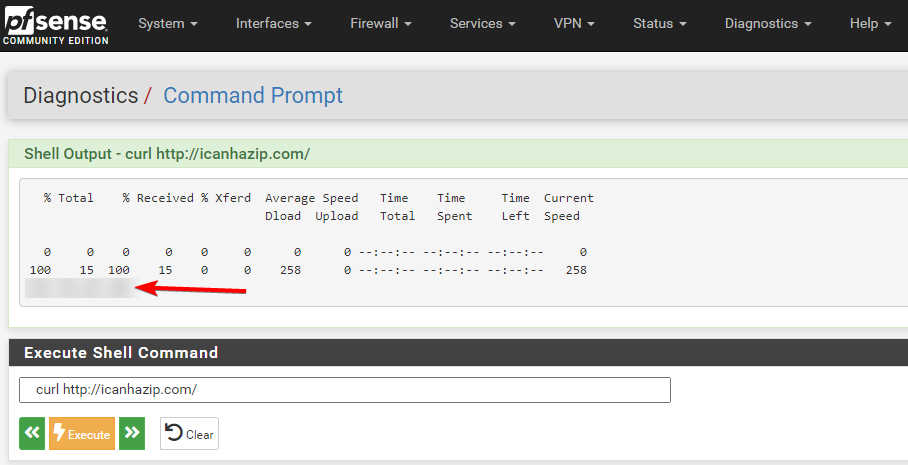 pfsense System Interfaces Firewall Services VPN Status Diagnostics Help
COMMUNITY EDITION
Diagnostics / Command Prompt
Shell Output - curl http://icanhazip.com/
% Total % Received % Xferd Average Speed Time Time Time Current
Dload Upload Total Spent Left Speed
0 0 0 0 0 0 0 0 --:--:-- --:--:-- --:--:-- 0
100 15 100 15 0 0 258 0 --:--:-- --:--:-- --:--:-- 258
Execute Shell Command
curl http://icanhazip.com/
Execute Clear